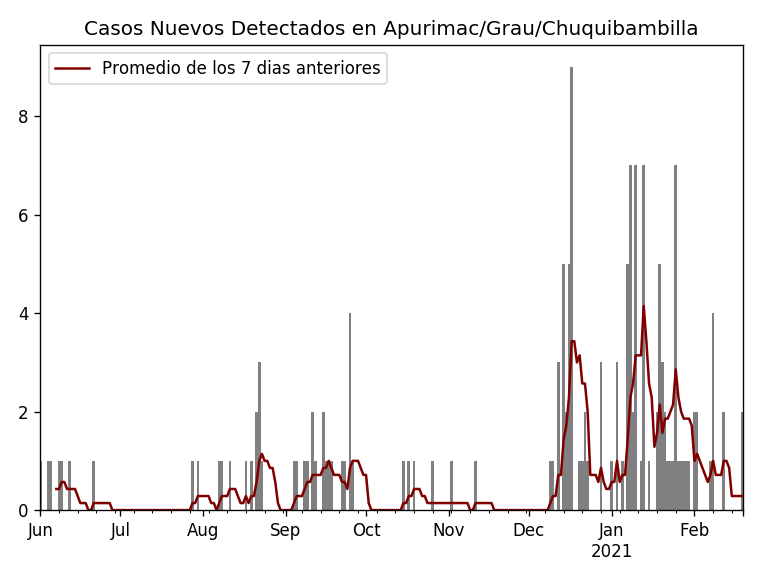 Casos Nuevos Detectados en Apurimac/Grau/Chuquibambilla
Promedio de los 7 dias anteriores
8
6
4
2
0
Jun Jul Aug Sep Oct Nov Dec Jan Feb
2021